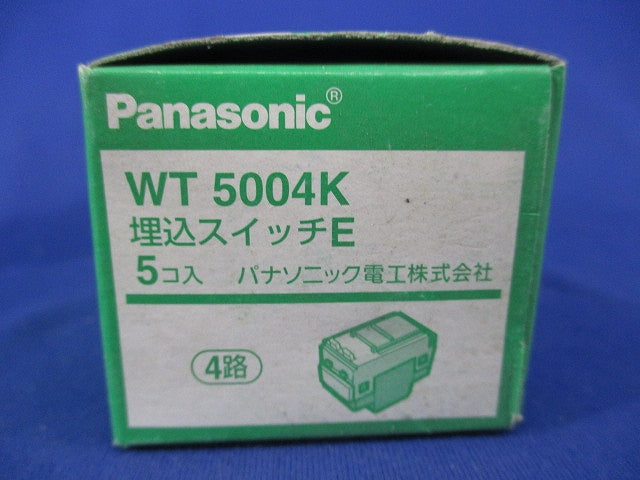 Panasonic®
WT 5004K
埋込スイッチE
5コ入 パナソニック電工株式会社
4路